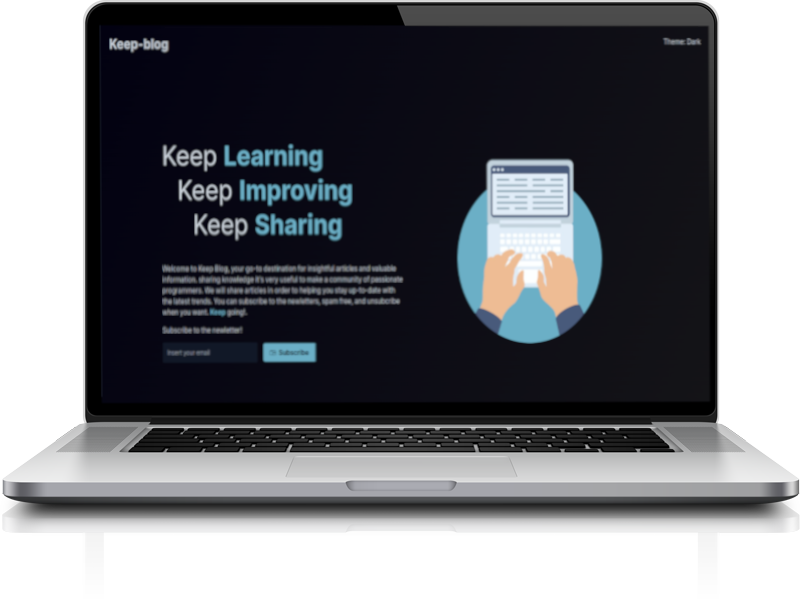 Keep-blog
Theme: Dark
Keep Learning
Keep Improving
Keep Sharing
Welcome to Keep Blog, your go-to destination for insightful articles and valuable
information. sharing knowledge it's very useful to make a community of passionate
programmers. We will share articles in order to helping you stay up-to-date with
the latest trends. You can subscribe to the newletters, spam free, and unsubcribe
when you want. Keep going!.
Subscribe to the newletter!
Insert your email
Subscribe